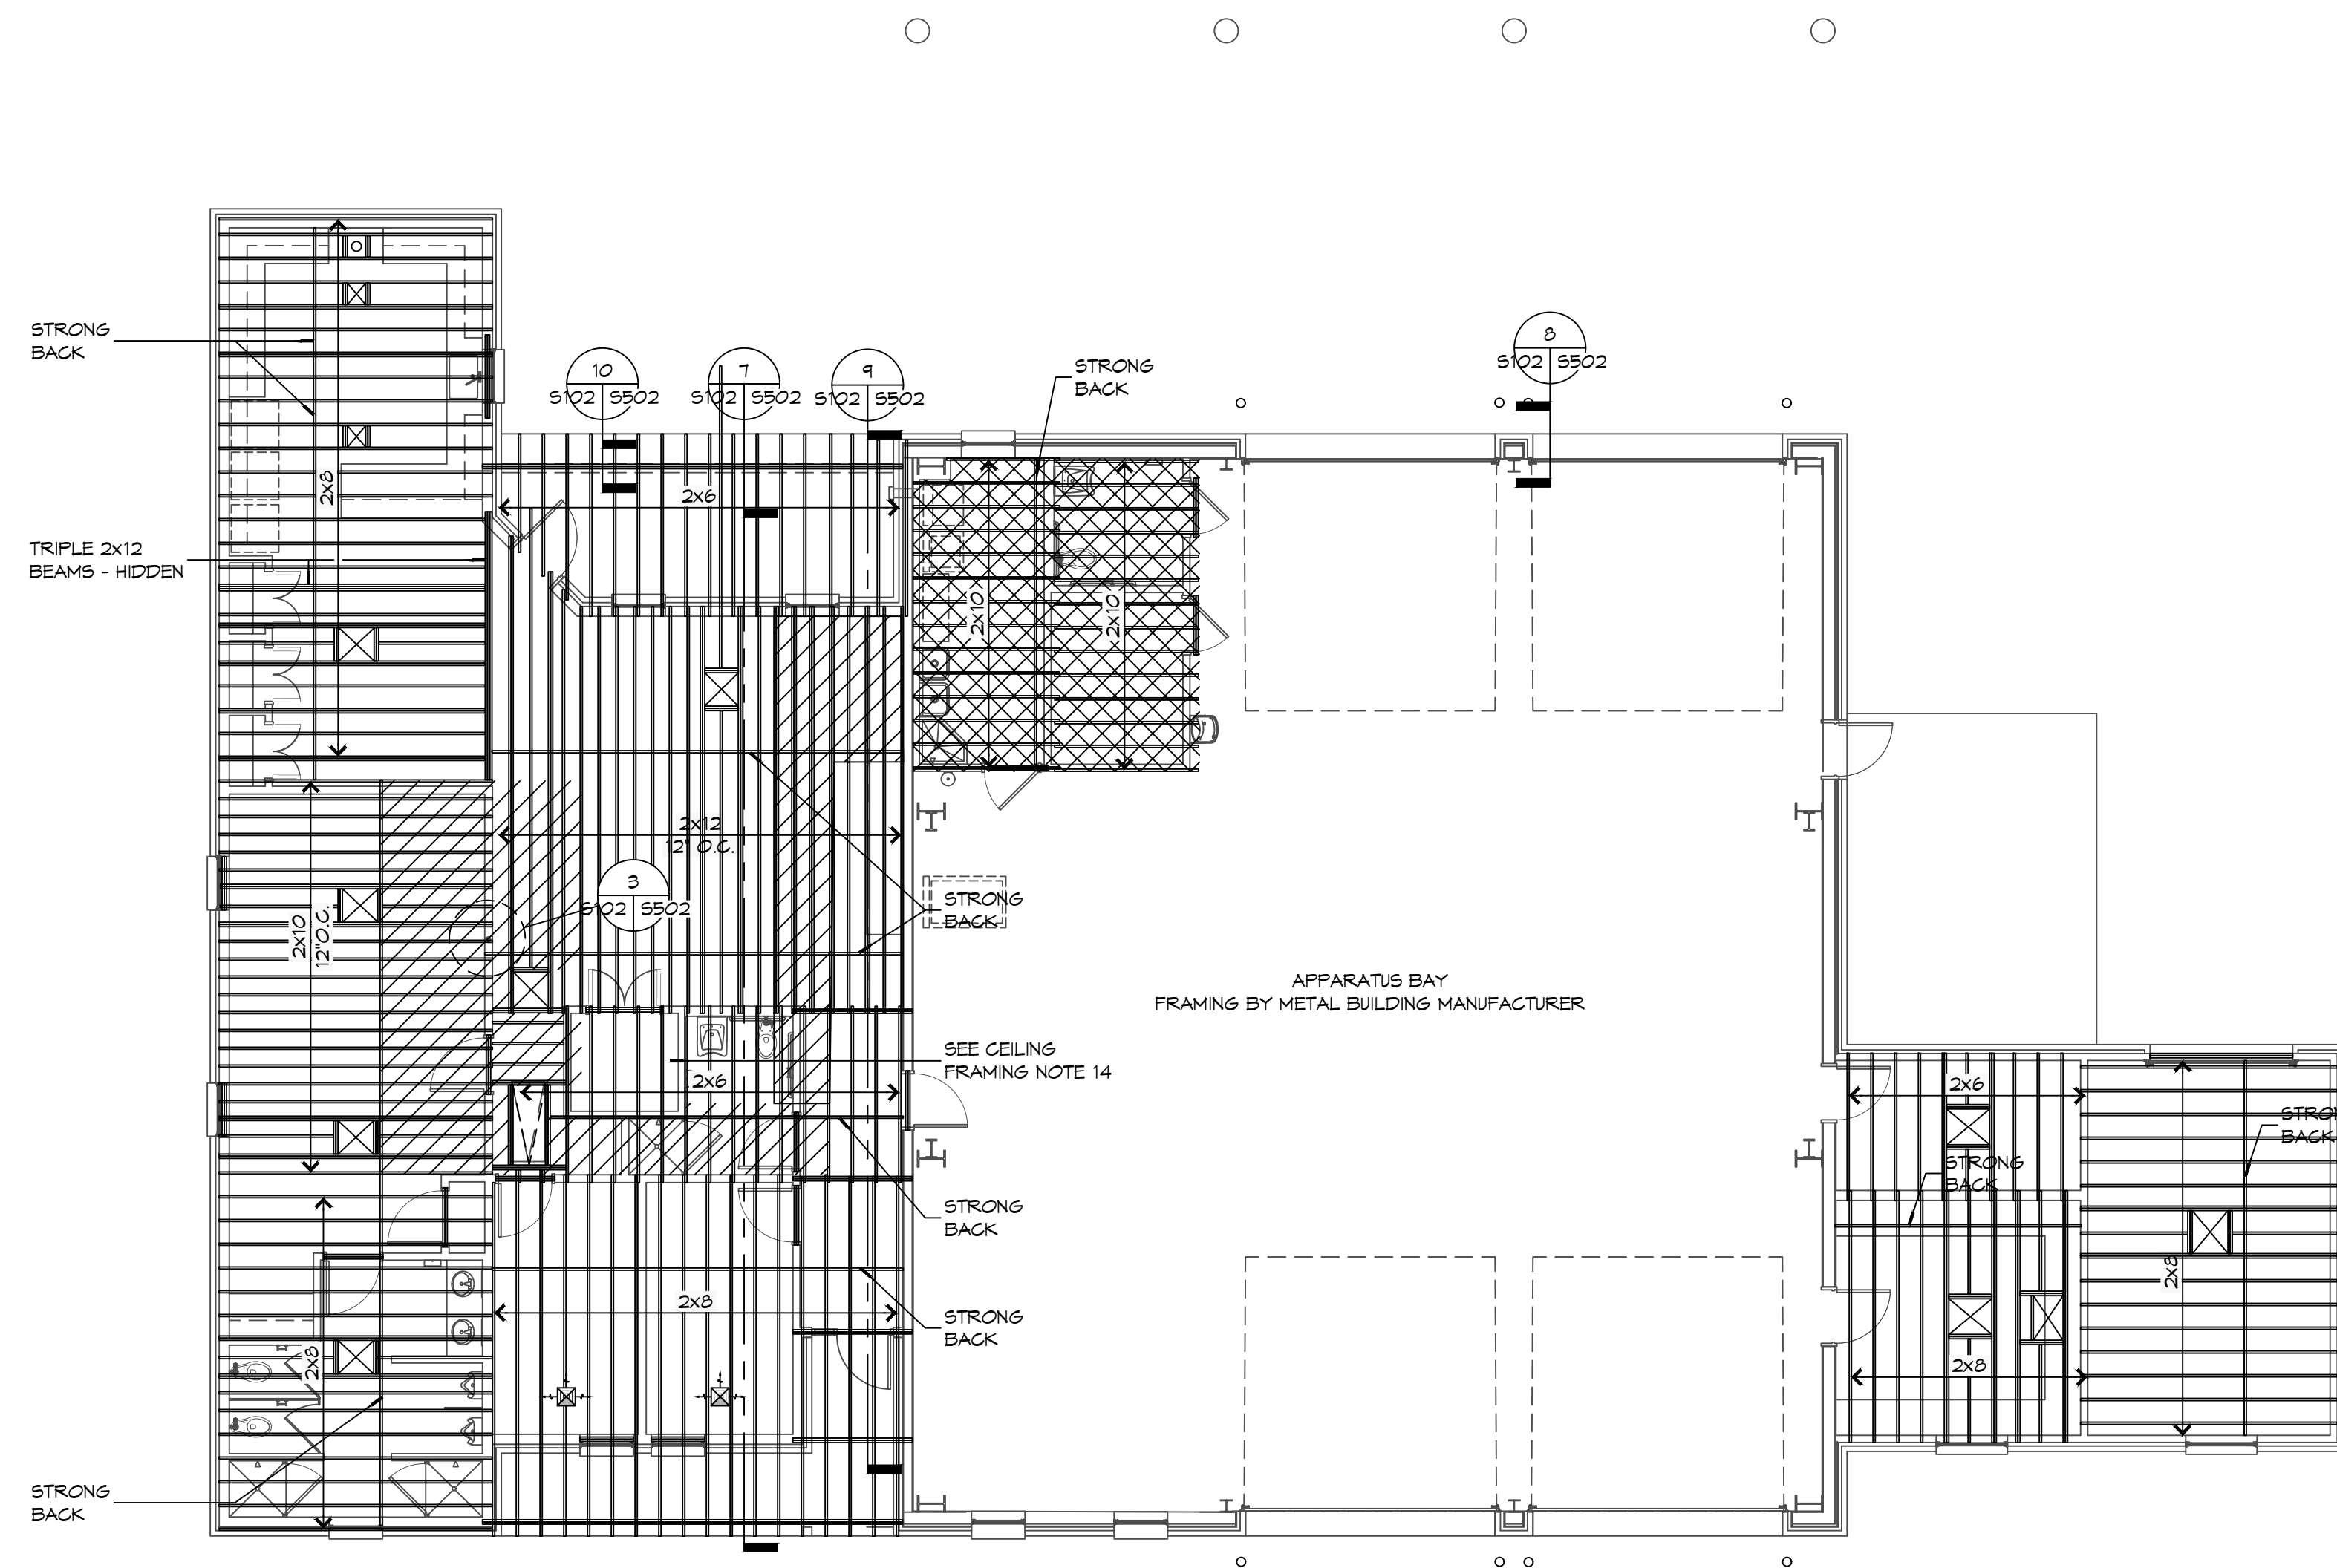 8
S102 S502
STRONG
BACK
10
S102 S502
7
S102 S502
9
S102 S502
STRONG
BACK
2x8
2x6
TRIPLE 2x12
BEAMS - HIDDEN
2x10
2x10
2x12
12" O.C.
3
S102 S502
STRONG
BACK
2x10
12"O.C.
APPARATUS BAY
FRAMING BY METAL BUILDING MANUFACTURER
SEE CEILING
FRAMING NOTE 14
2x6
2x6
STRON
BACK
STRONG
BACK
STRONG
BACK
2x8
2x8
STRONG
BACK
2x8
2x8
STRONG
BACK